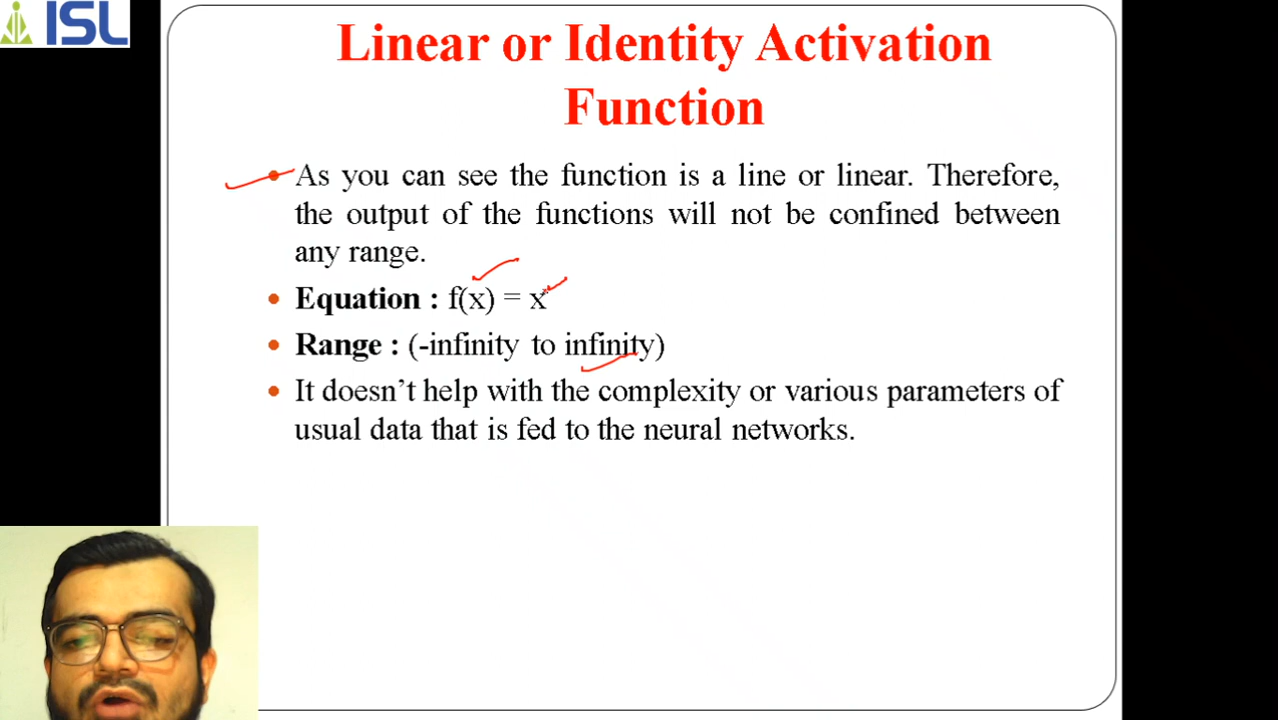 ISL
Linear or Identity Activation
Function
• As you can see the function is a line or linear. Therefore,
the output of the functions will not be confined between
any range.
• Equation : f(x) = x
• Range : (-infinity to infinity)
• It doesn’t help with the complexity or various parameters of
usual data that is fed to the neural networks.